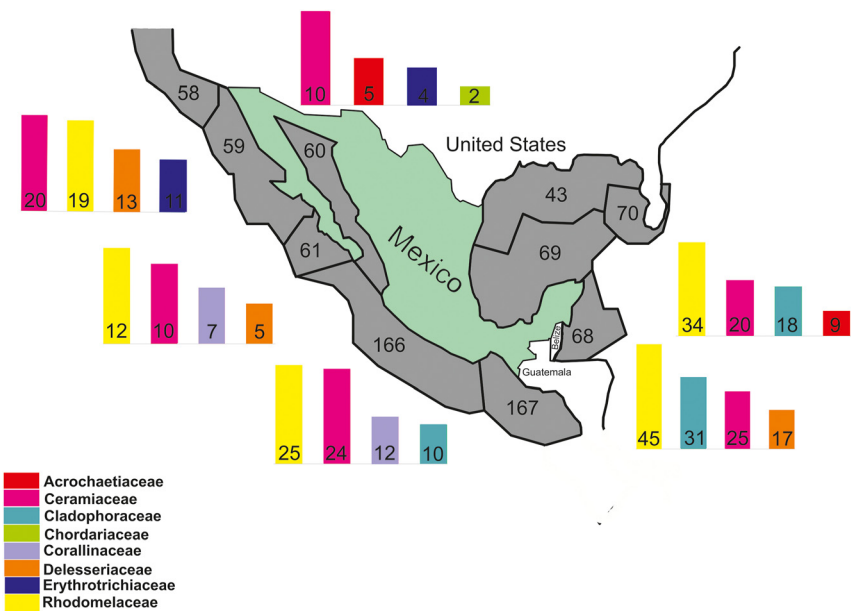 10 5 4 2
58
United States
59
60
43
70
20 19 13 11
Mexico
61
69
12 10 7 5
34 20 18 9
166
Belize
68
Guatemala
167
25 24 12 10
45 31 25 17
Acrochaetiaceae
Ceramiaceae
Cladophoraceae
Chordariaceae
Corallinaceae
Delesseriaceae
Erythrotrichiaceae
Rhodomelaceae